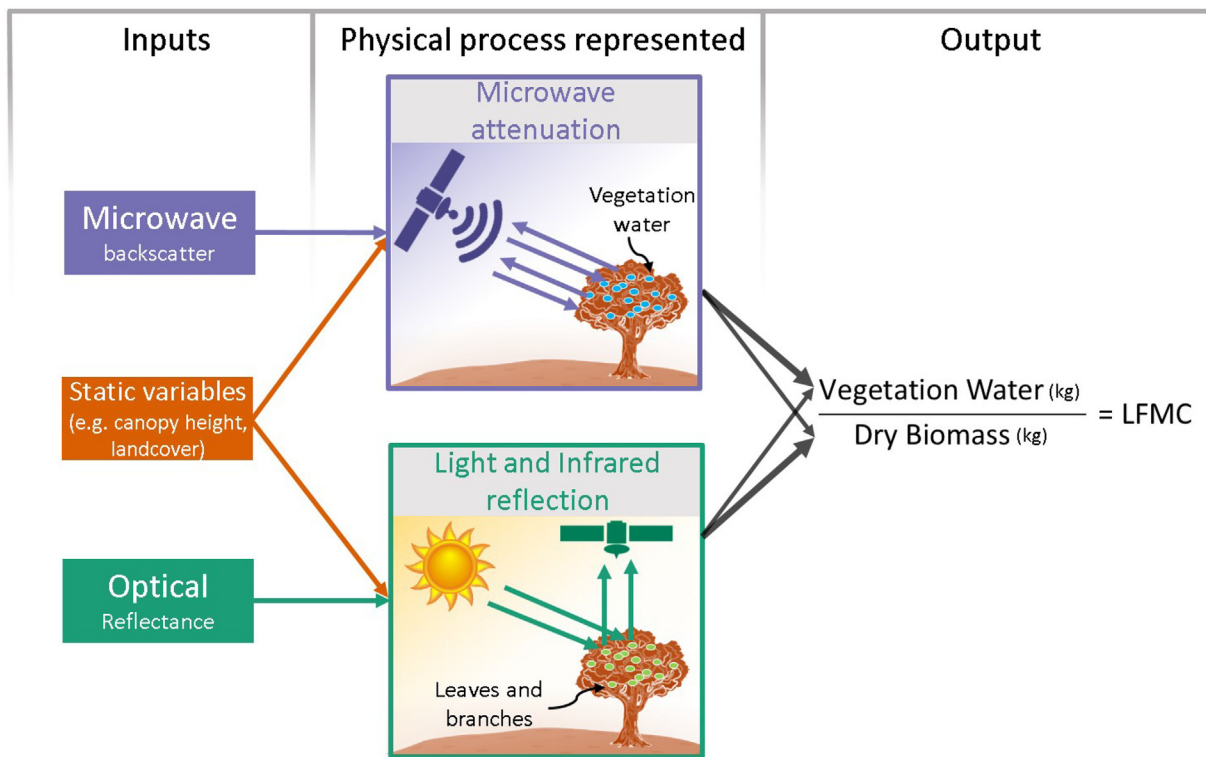 Inputs
Physical process represented
Output
Microwave
attenuation
Vegetation
water
Microwave
backscatter
Static variables
(e.g. canopy height,
landcover)
Vegetation Water (kg)
Dry Biomass (kg)
= LFMC
Light and Infrared
reflection
Optical
Reflectance
Leaves and
branches